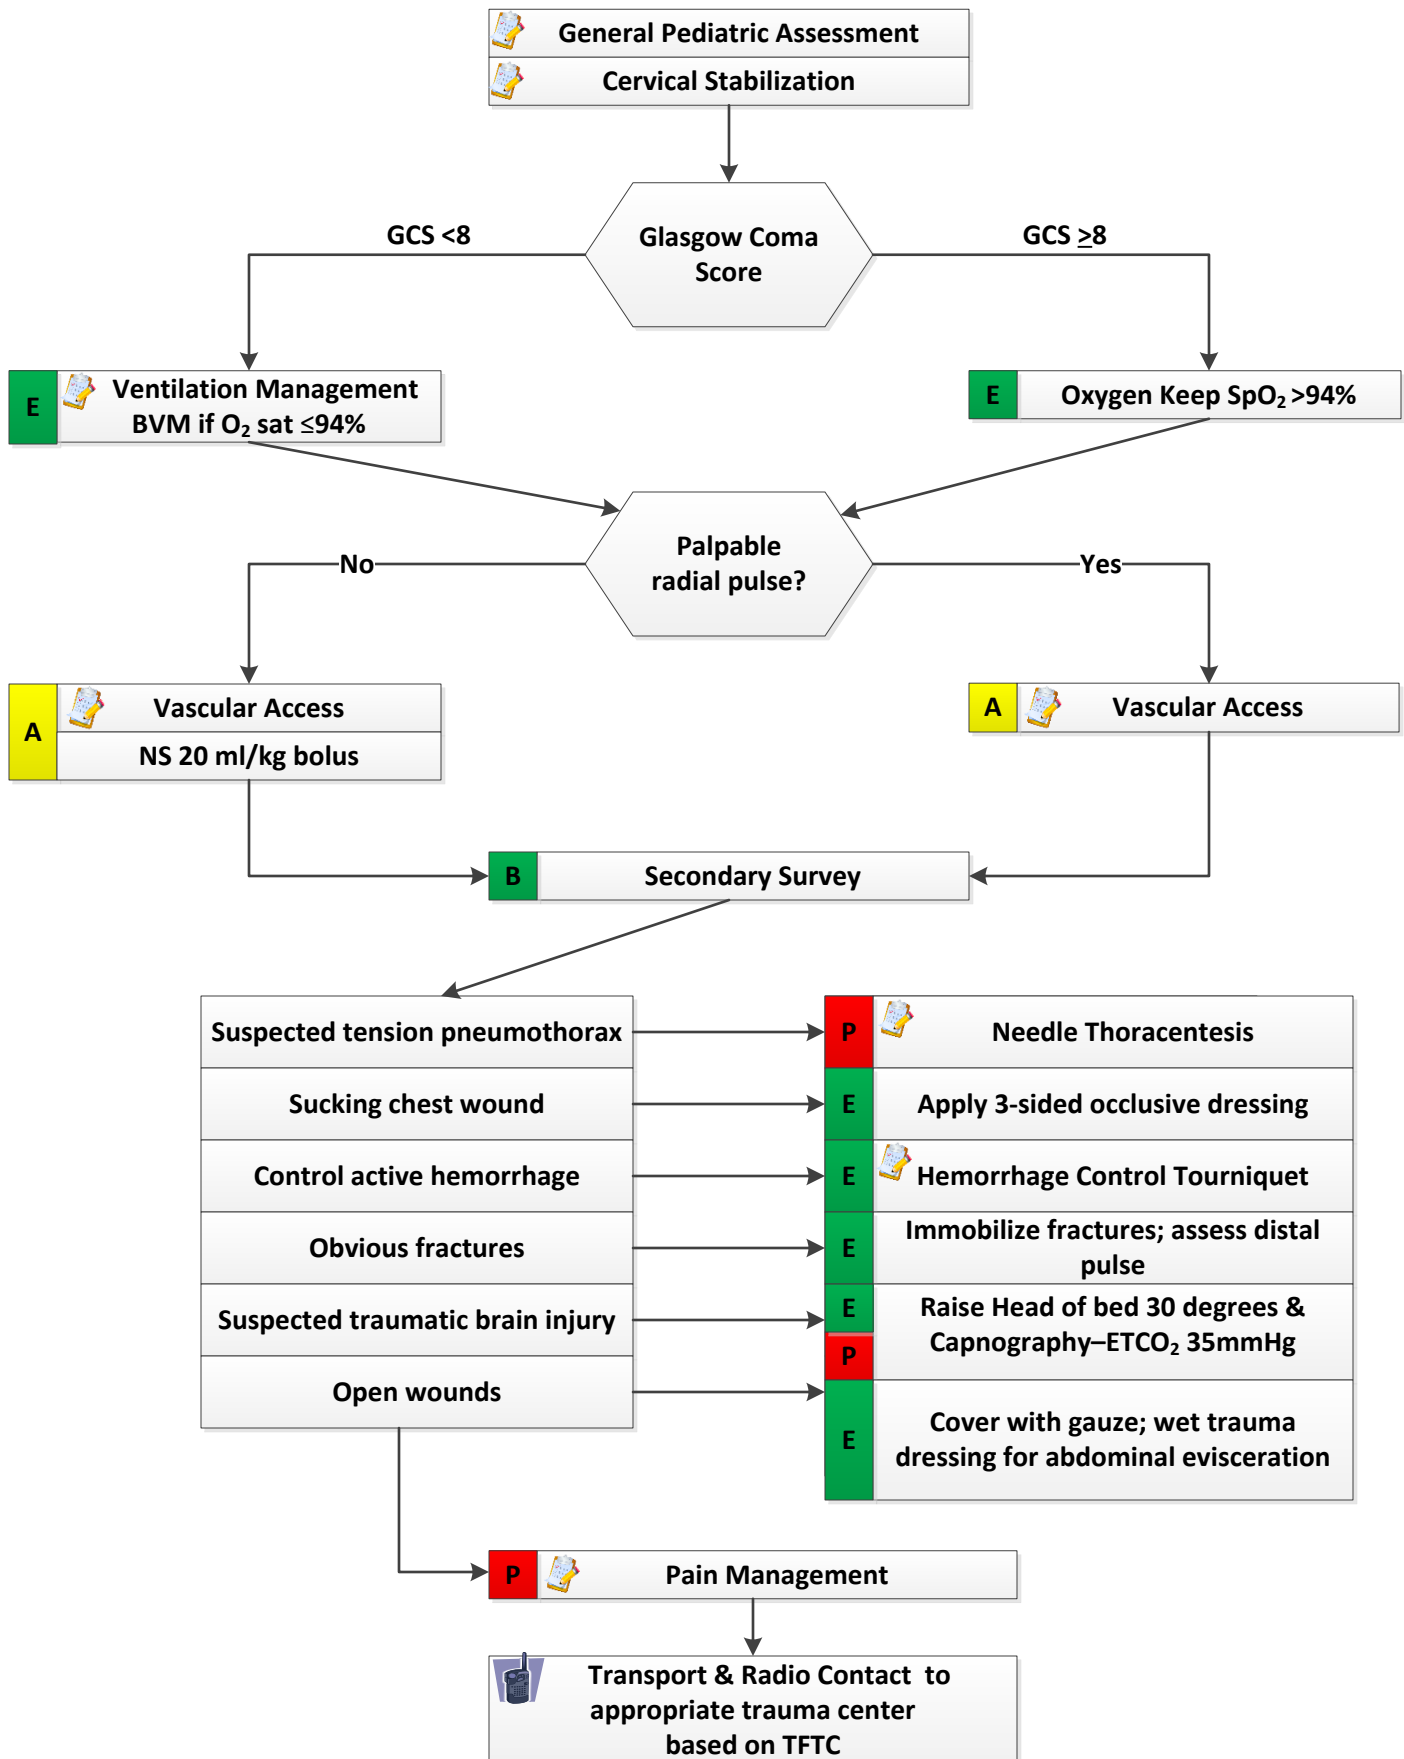 General Pediatric Assessment
Cervical Stabilization
Glasgow Coma
Score
GCS <8
GCS ≥8
E
Ventilation Management
BVM if O₂ sat ≤94%
E
Oxygen Keep SpO₂ >94%
Palpable
radial pulse?
No
Yes
A
Vascular Access
NS 20 ml/kg bolus
A
Vascular Access
B
Secondary Survey
Suspected tension pneumothorax
P
Needle Thoracentesis
Sucking chest wound
E
Apply 3-sided occlusive dressing
Control active hemorrhage
E
Hemorrhage Control Tourniquet
Obvious fractures
E
Immobilize fractures; assess distal
pulse
Suspected traumatic brain injury
E
P
Raise Head of bed 30 degrees &
Capnography–ETCO₂ 35mmHg
Open wounds
E
Cover with gauze; wet trauma
dressing for abdominal evisceration
P
Pain Management
Transport & Radio Contact to
appropriate trauma center
based on TFTC